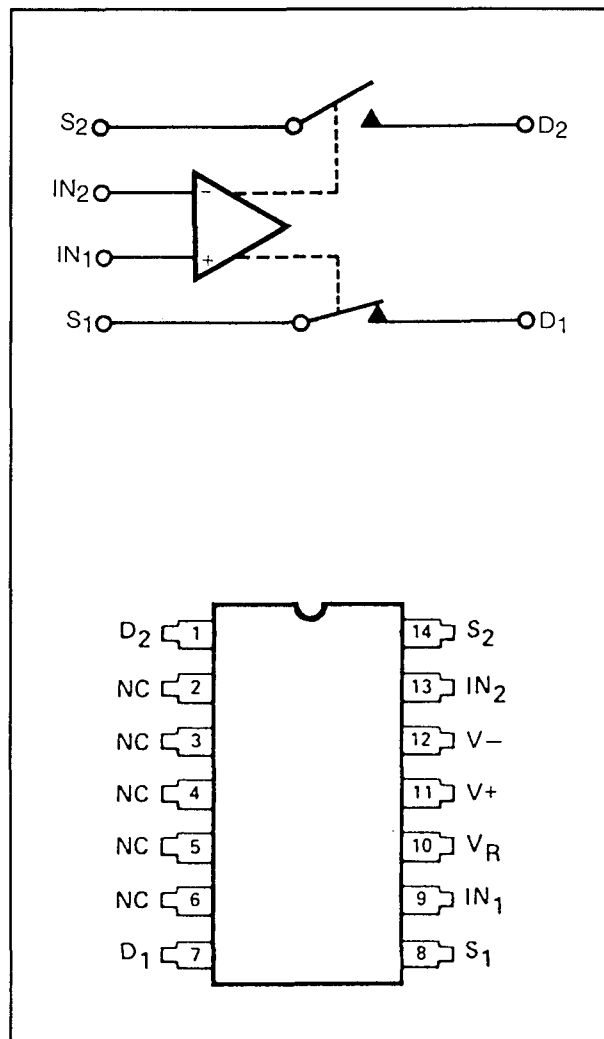 S2 D2
IN2 -
IN1 +
S1 D1
D2 1 14 S2
NC 2 13 IN2
NC 3 12 V-
NC 4 11 V+
NC 5 10 VR
NC 6 9 IN1
D1 7 8 S1